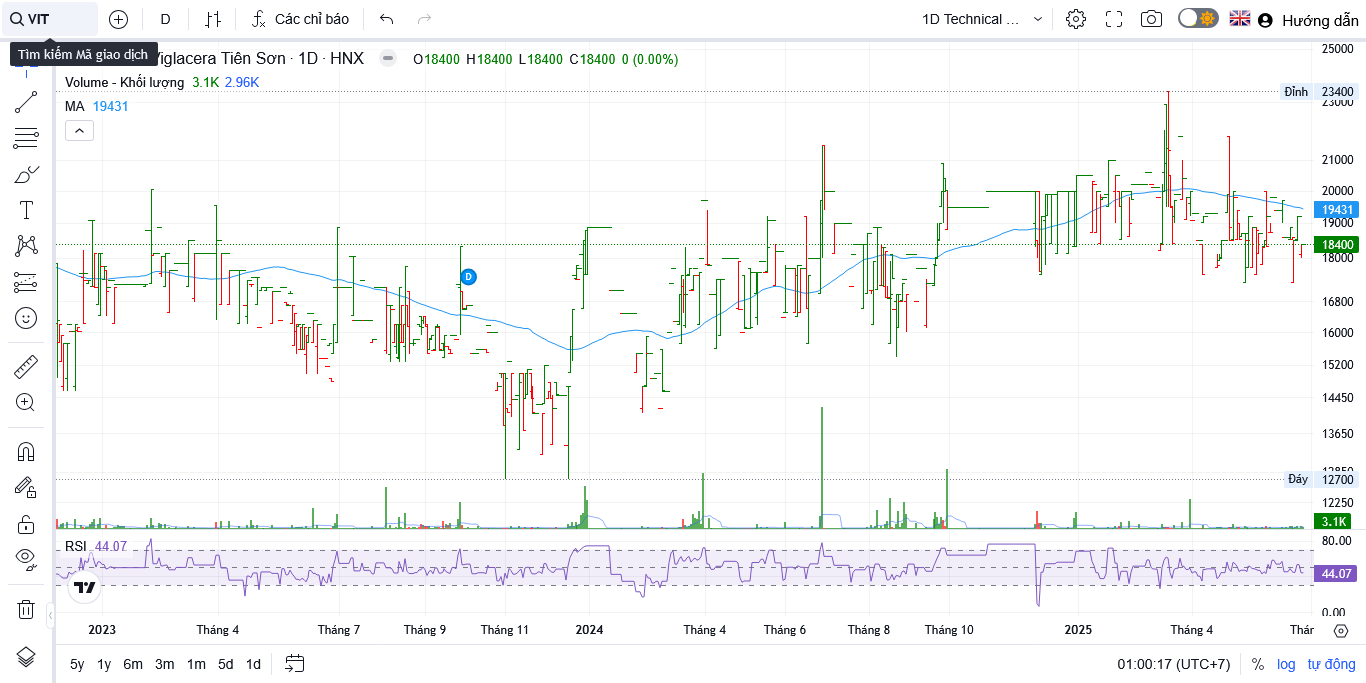 VIT
D
Các chỉ báo
1D Technical ...
Hướng dẫn
Tìm kiếm Mã giao dịch
Viglacera Tiên Sơn · 1D · HNX
O18400 H18400 L18400 C18400 0 (0.00%)
Volume - Khối lượng 3.1K 2.96K
MA 19431
25000
Đỉnh 23400
23000
21000
20000
19431
19000
18400
18000
16800
16000
15200
14450
13650
12850
Đáy 12700
12250
3.1K
D
RSI 44.07
80.00
44.07
0.00
2023 Tháng 4 Tháng 7 Tháng 9 Tháng 11 2024 Tháng 4 Tháng 6 Tháng 8 Tháng 10 2025 Tháng 4 Thár
5y 1y 6m 3m 1m 5d 1d
01:00:17 (UTC+7) % log tự động